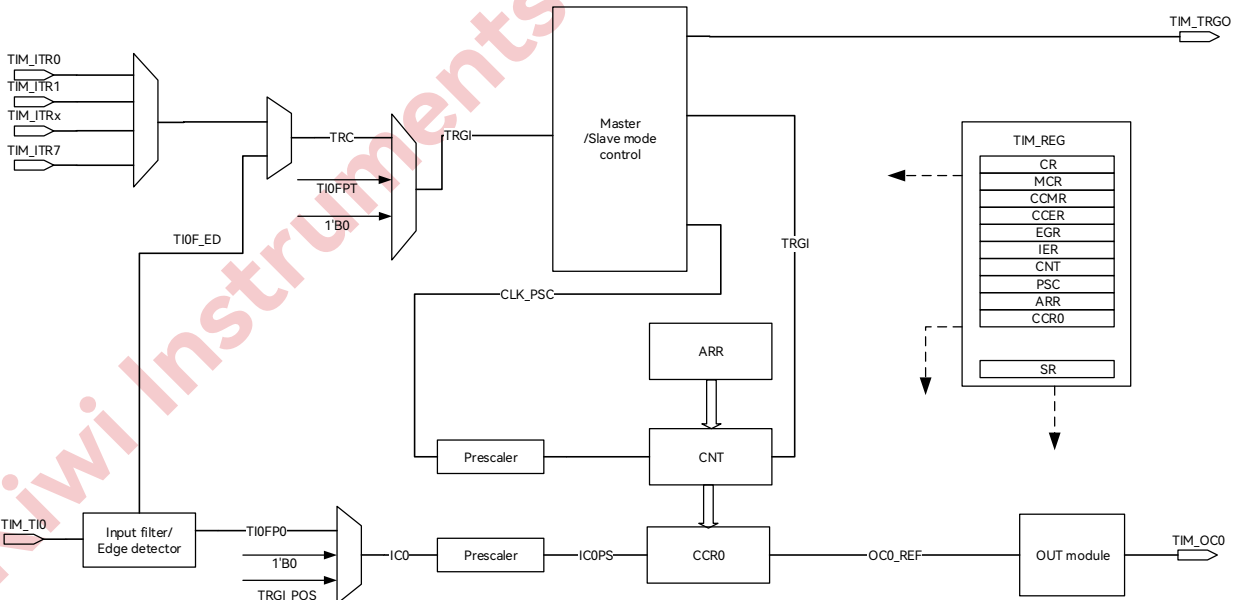 TIM_TRGO
TIM_ITR0
TIM_ITR1
TIM_ITRx
TIM_ITR7
TRC
TI0FPT
1'B0
TRGI
Master
/Slave mode
control
TRGI
TI0F_ED
CLK_PSC
TIM_REG
CR
MCR
CCMR
CCER
EGR
IER
CNT
PSC
ARR
CCR0
SR
ARR
Prescaler
CNT
TIM_TI0
Input filter/
Edge detector
TI0FP0
1'B0
TRGI_POS
IC0
Prescaler
IC0PS
CCR0
OC0_REF
OUT module
TIM_OC0
iwi Instruments